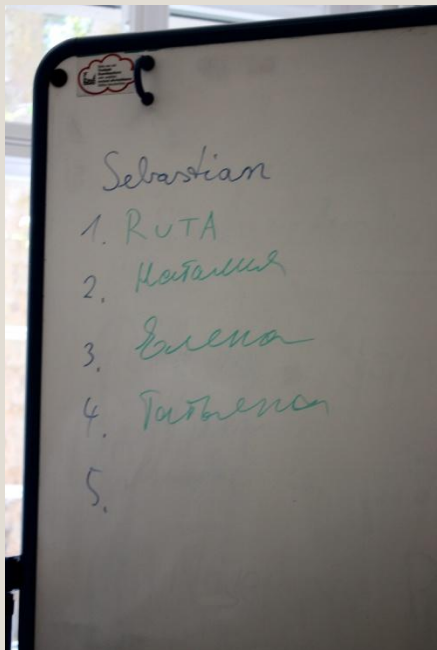 Sebastian
1. RUTA
2. Наталия
3. Елена
4. Татьяна
5.